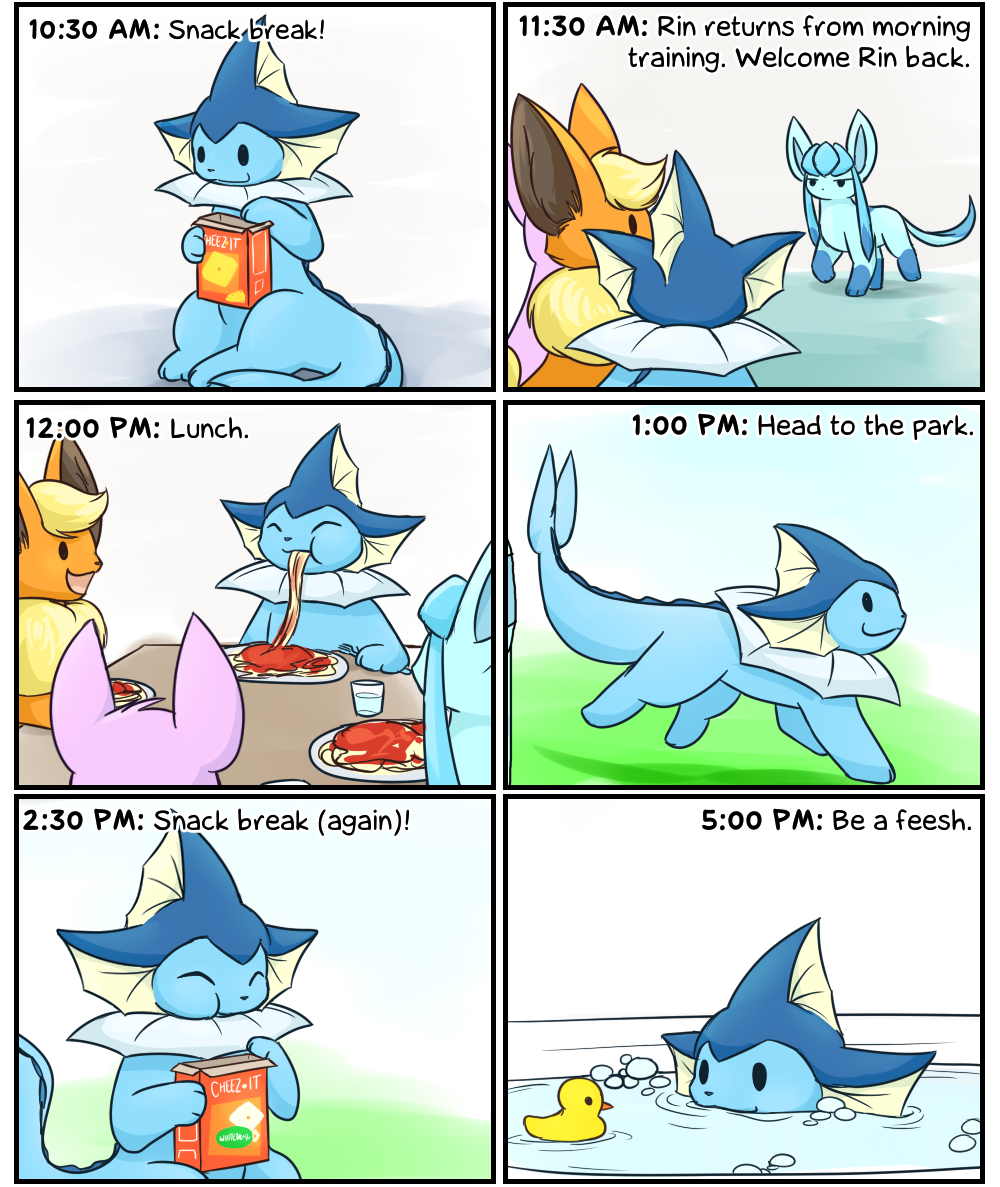 10:30 AM: Snack break!
CHEEZ-IT
11:30 AM: Rin returns from morning
training. Welcome Rin back.
12:00 PM: Lunch.
1:00 PM: Head to the park.
2:30 PM: Snack break (again)!
CHEEZ•IT
5:00 PM: Be a feesh.